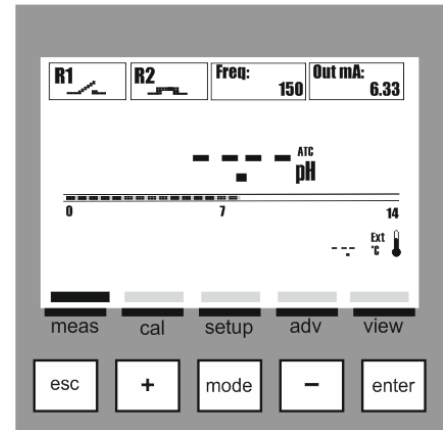 R1 R2 Freq: 150 Out mA: 6.33
-- -- -- --. ATC pH
0 7 14
---. Ext °C
meas cal setup adv view
esc + mode − enter